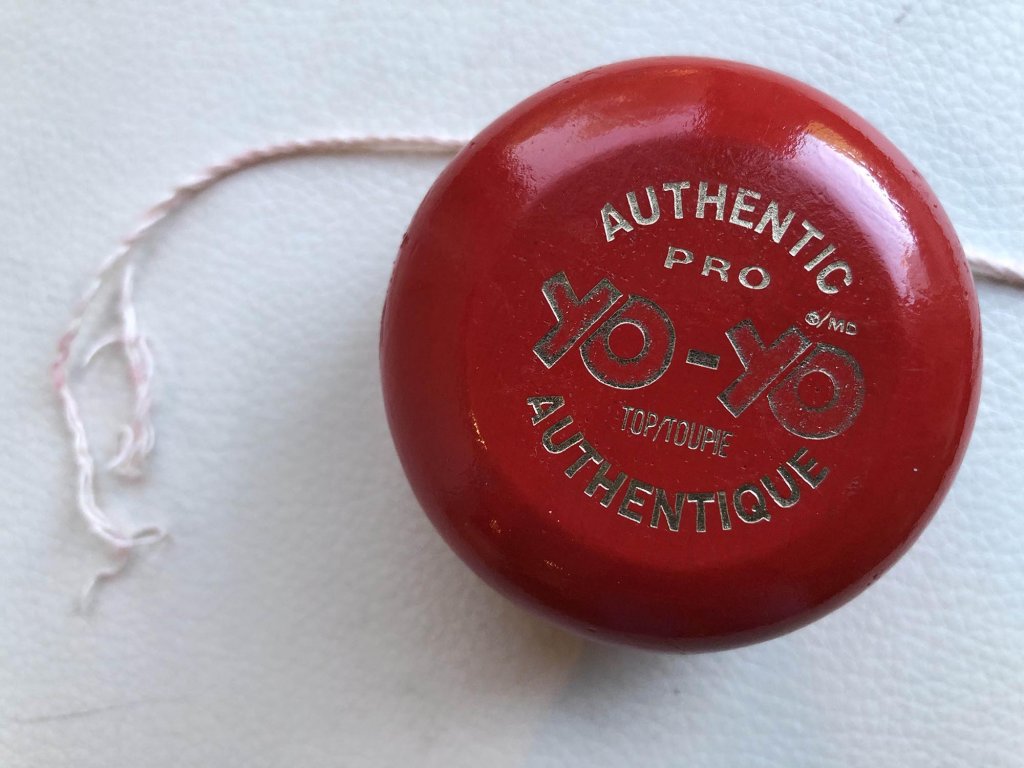 AUTHENTIC
PRO
YO-YO
®/MD
TOP/TOUPIE
AUTHENTIQUE